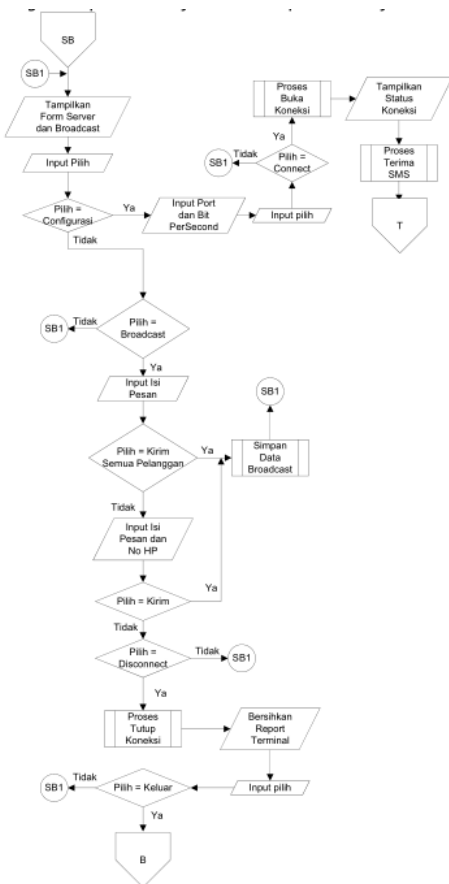 SB
SB1
Tampilkan
Form Server
dan Broadcast
Input Pilih
Pilih =
Configurasi
Ya
Tidak
Input Port
dan Bit
PerSecond
Input pilih
Pilih =
Connect
Tidak
SB1
Ya
Proses
Buka
Koneksi
Tampilkan
Status
Koneksi
Proses
Terima
SMS
T
Pilih =
Broadcast
Tidak
SB1
Ya
Input Isi
Pesan
Pilih = Kirim
Semua Pelanggan
Ya
Simpan
Data
Broadcast
SB1
Tidak
Input Isi
Pesan dan
No HP
Pilih = Kirim
Ya
Tidak
Pilih =
Disconnect
Tidak
SB1
Ya
Proses
Tutup
Koneksi
Bersihkan
Report
Terminal
Input pilih
Pilih = Keluar
Tidak
SB1
Ya
B